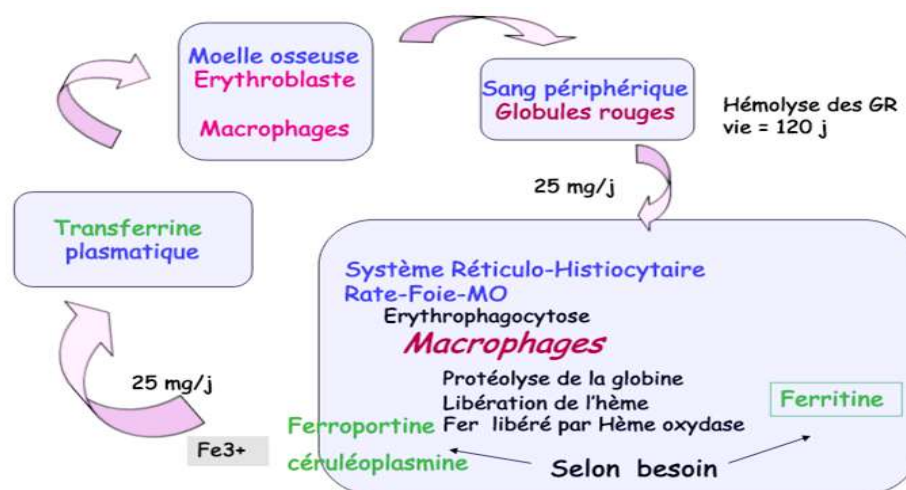 Moelle osseuse
Erythroblaste
Macrophages
Sang périphérique
Globules rouges
Hémolyse des GR
vie = 120 j
25 mg/j
Transferrine
plasmatique
Système Réticulo-Histiocytaire
Rate-Foie-MO
Erythrophagocytose
Macrophages
Protéolyse de la globine
Libération de l'hème
Fer libéré par Hème oxydase
Ferritine
25 mg/j
Fe3+
Ferroportine
céruléoplasmine
Selon besoin